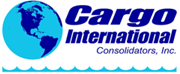 Cargo
International
Consolidators, Inc.